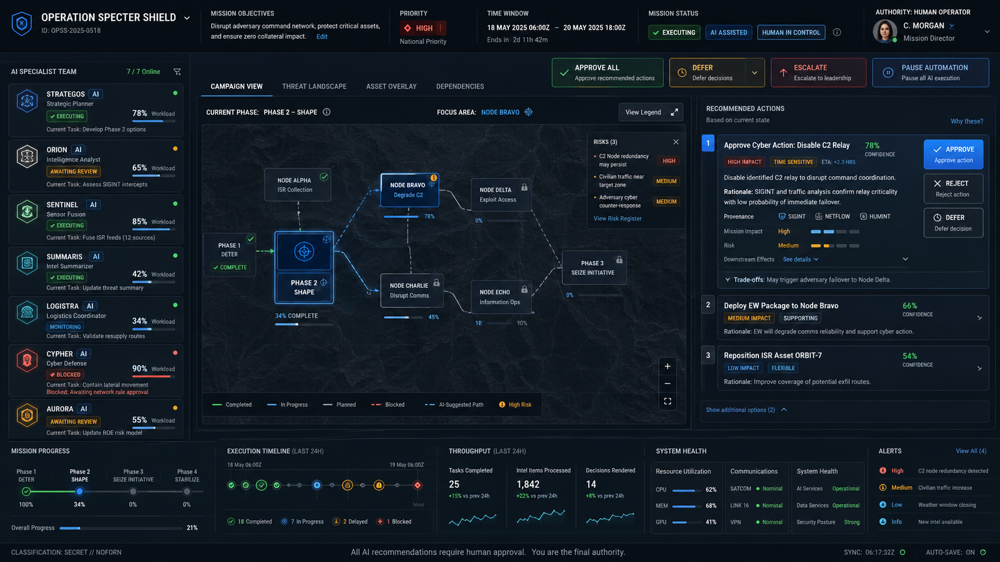 OPERATION SPECTER SHIELD
ID: OPSS-2025-0518
MISSION OBJECTIVES
Disrupt adversary command network, protect critical assets,
and ensure zero collateral impact. Edit
PRIORITY
HIGH
National Priority
TIME WINDOW
18 MAY 2025 06:00Z – 20 MAY 2025 18:00Z
Ends in 2d 11h 42m
MISSION STATUS
EXECUTING
AI ASSISTED
HUMAN IN CONTROL
AUTHORITY: HUMAN OPERATOR
C. MORGAN
Mission Director
AI SPECIALIST TEAM
7 / 7 Online
STRATEGOS AI
Strategic Planner
EXECUTING
78% Workload
Current Task: Develop Phase 2 options
ORION AI
Intelligence Analyst
AWAITING REVIEW
65% Workload
Current Task: Assess SIGINT intercepts
SENTINEL AI
Sensor Fusion
EXECUTING
85% Workload
Current Task: Fuse ISR feeds (12 sources)
SUMMARIS AI
Intel Summarizer
EXECUTING
42% Workload
Current Task: Update threat summary
LOGISTRA AI
Logistics Coordinator
MONITORING
34% Workload
Current Task: Validate resupply routes
CYPHER AI
Cyber Defense
BLOCKED
90% Workload
Current Task: Contain lateral movement
Blocked: Awaiting network rule approval
AURORA AI
AWAITING REVIEW
55% Workload
Current Task: Update ROE risk model
APPROVE ALL
Approve recommended actions
DEFER
Defer decisions
ESCALATE
Escalate to leadership
PAUSE AUTOMATION
Pause all AI execution
CAMPAIGN VIEW
THREAT LANDSCAPE
ASSET OVERLAY
DEPENDENCIES
CURRENT PHASE: PHASE 2 – SHAPE
FOCUS AREA: NODE BRAVO
View Legend
PHASE 1
DETER
COMPLETE
NODE ALPHA
ISR Collection
PHASE 2
SHAPE
34% COMPLETE
NODE BRAVO
Degrade C2
78%
NODE CHARLIE
Disrupt Comms
45%
NODE DELTA
Exploit Access
0%
NODE ECHO
Information Ops
10
90%
PHASE 3
SEIZE INITIATIVE
0%
RISKS (3)
C2 Node redundancy
may persist
HIGH
Civilian traffic near
target zone
MEDIUM
Adversary cyber
counter-response
MEDIUM
View Risk Register
+
−
Completed
In Progress
Planned
Blocked
AI-Suggested Path
High Risk
RECOMMENDED ACTIONS
Based on current state
Why these?
1
Approve Cyber Action: Disable C2 Relay
78%
CONFIDENCE
HIGH IMPACT
TIME SENSITIVE
ETA: +2.3 HRS
Disable identified C2 relay to disrupt command coordination.
Rationale: SIGINT and traffic analysis confirm relay criticality
with low probability of immediate failover.
Provenance SIGINT NETFLOW HUMINT
Mission Impact High
Risk Medium
Downstream Effects See details
Trade-offs: May trigger adversary failover to Node Delta.
APPROVE
Approve action
REJECT
Reject action
DEFER
Defer decision
2
Deploy EW Package to Node Bravo
66%
CONFIDENCE
MEDIUM IMPACT
SUPPORTING
Rationale: EW will degrade comms reliability and support cyber action.
3
Reposition ISR Asset ORBIT-7
54%
CONFIDENCE
LOW IMPACT
FLEXIBLE
Rationale: Improve coverage of potential exfil routes.
Show additional options (2)
MISSION PROGRESS
Phase 1
DETER
100%
Phase 2
SHAPE
34%
Phase 3
SEIZE INITIATIVE
0%
Phase 4
STABILIZE
0%
Overall Progress 21%
EXECUTION TIMELINE (LAST 24H)
18 May 06:00Z
19 May 06:00Z
Now
18 Completed
7 In Progress
2 Delayed
1 Blocked
THROUGHPUT (LAST 24H)
Tasks Completed
25
+15% vs prev 24h
Intel Items Processed
1,842
+22% vs prev 24h
Decisions Rendered
14
+8% vs prev 24h
SYSTEM HEALTH
Resource Utilization
CPU 62%
MEM 68%
GPU 41%
Communications
SATCOM Nominal
LINK 16 Nominal
VPN Nominal
System Health
AI Services Operational
Data Services Operational
Security Posture Strong
ALERTS
View All (4)
High C2 node redundancy detected
Medium Civilian traffic increase
Low Weather window closing
Info New intel available
CLASSIFICATION: SECRET // NOFORN
All AI recommendations require human approval. You are the final authority.
SYNC: 06:17:32Z
AUTO-SAVE: ON